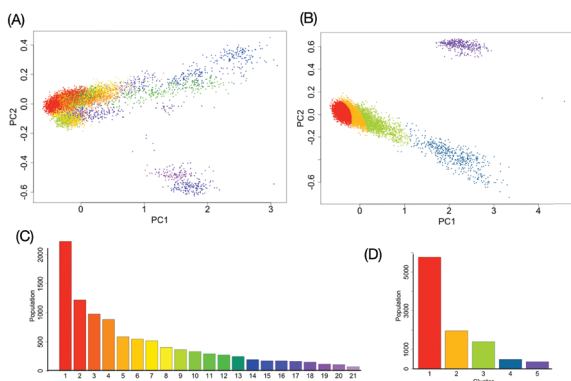 (A)
0.4
0.2
0.0
-0.2
-0.4
-0.6
PC2
0 1 2 3
PC1
(B)
0.6
0.4
0.2
0.0
-0.2
-0.6
PC2
0 1 2 3 4
PC1
(C)
2000
1500
1000
500
0
Population
1 2 3 4 5 6 7 8 9 10 11 12 13 14 15 16 17 18 19 20 21
(D)
5000
3000
1000
0
Population
1 2 3 4 5
Cluster